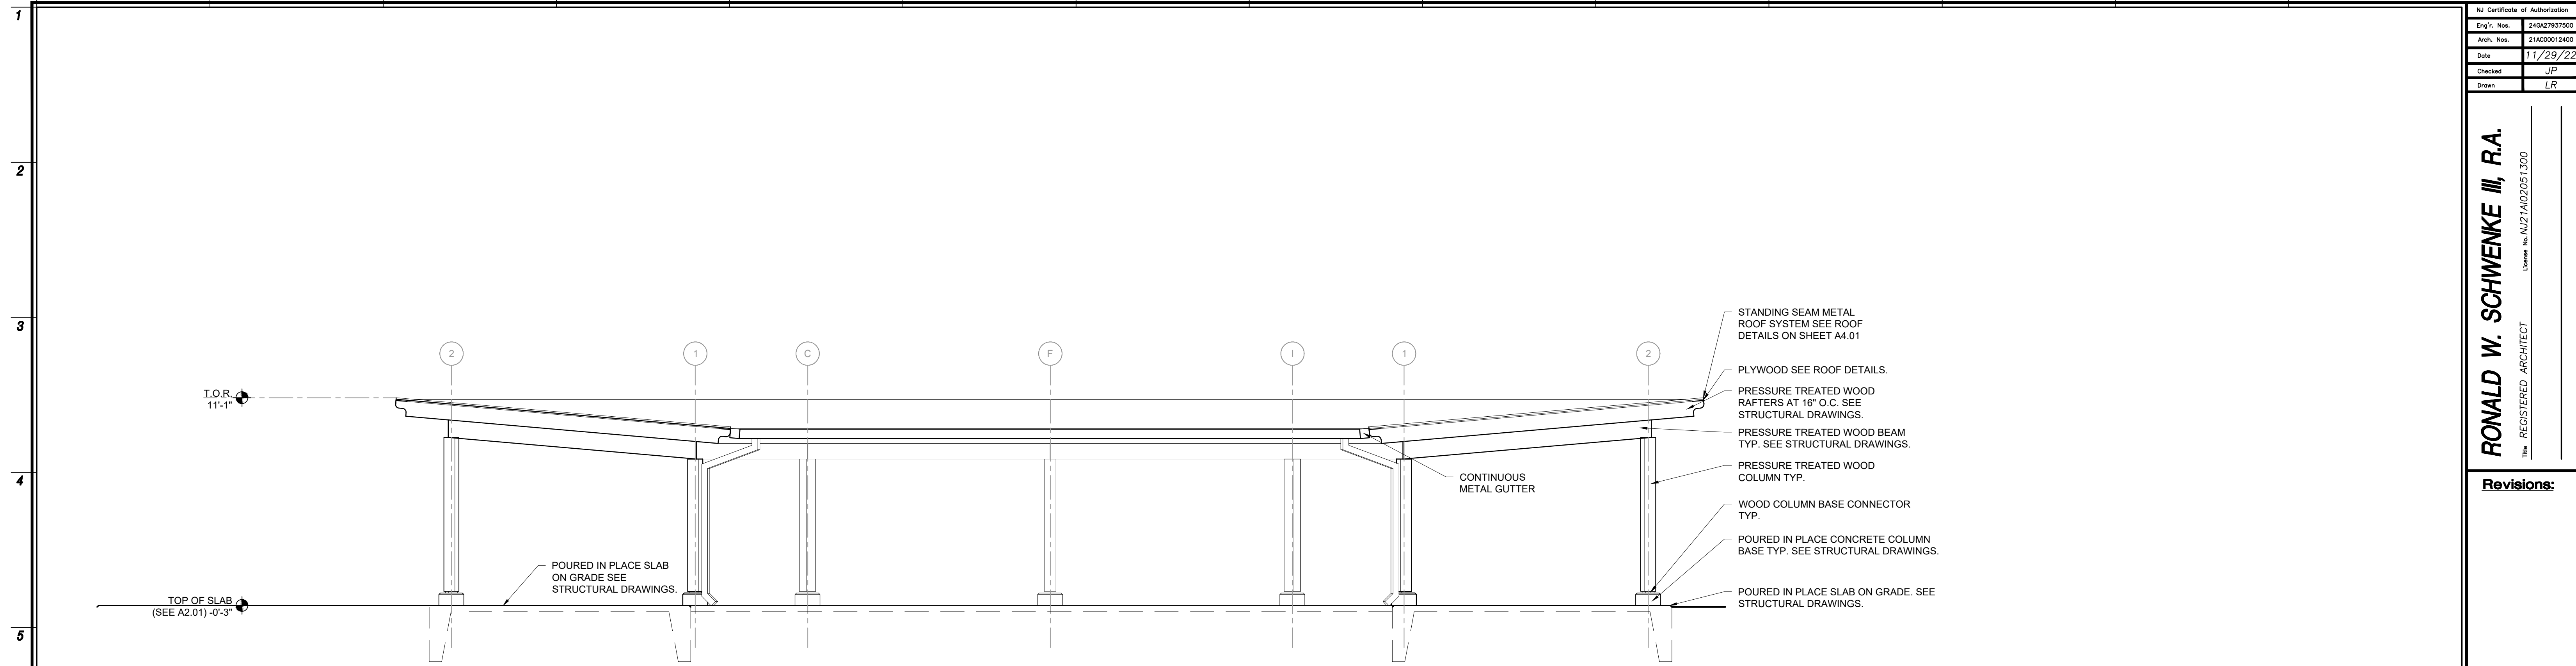 1
2
3
4
5
2
1
C
F
I
1
2
T.O.R.
11'-1"
TOP OF SLAB
(SEE A2.01) -0'-3"
POURED IN PLACE SLAB
ON GRADE SEE
STRUCTURAL DRAWINGS.
CONTINUOUS
METAL GUTTER
STANDING SEAM METAL
ROOF SYSTEM SEE ROOF
DETAILS ON SHEET A4.01
PLYWOOD SEE ROOF DETAILS.
PRESSURE TREATED WOOD
RAFTERS AT 16" O.C. SEE
STRUCTURAL DRAWINGS.
PRESSURE TREATED WOOD BEAM
TYP. SEE STRUCTURAL DRAWINGS.
PRESSURE TREATED WOOD
COLUMN TYP.
WOOD COLUMN BASE CONNECTOR
TYP.
POURED IN PLACE CONCRETE COLUMN
BASE TYP. SEE STRUCTURAL DRAWINGS.
POURED IN PLACE SLAB ON GRADE. SEE
STRUCTURAL DRAWINGS.
NJ Certificate of Authorization
Eng'r. Nos. 24GA27937500
Arch. Nos. 21AC00012400
Date 11/29/22
Checked JP
Drawn LR
RONALD W. SCHWENKE III, R.A.
Title REGISTERED ARCHITECT License No. NJ21AI02051300
Revisions: